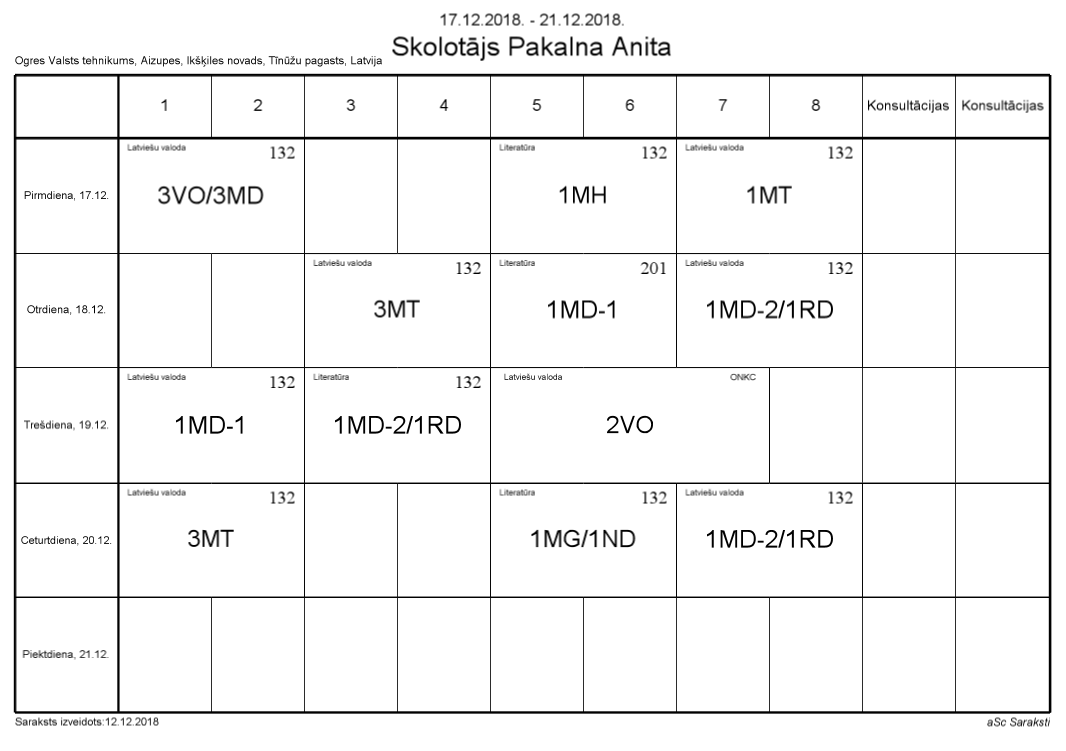 17.12.2018. - 21.12.2018.
Skolotājs Pakalna Anita
Ogres Valsts tehnikums, Aizupes, Ikšķiles novads, Tīnūžu pagasts, Latvija
1 2 3 4 5 6 7 8 Konsultācijas Konsultācijas
Pirmdiena, 17.12.
Latviešu valoda 132
3VO/3MD
Literatūra 132
1MH
Latviešu valoda 132
1MT
Otrdiena, 18.12.
Latviešu valoda 132
3MT
Literatūra 201
1MD-1
Latviešu valoda 132
1MD-2/1RD
Trešdiena, 19.12.
Latviešu valoda 132
1MD-1
Literatūra 132
1MD-2/1RD
Latviešu valoda ONKC
2VO
Ceturtdiena, 20.12.
Latviešu valoda 132
3MT
Literatūra 132
1MG/1ND
Latviešu valoda 132
1MD-2/1RD
Piektdiena, 21.12.
Saraksts izveidots:12.12.2018
aSc Saraksti